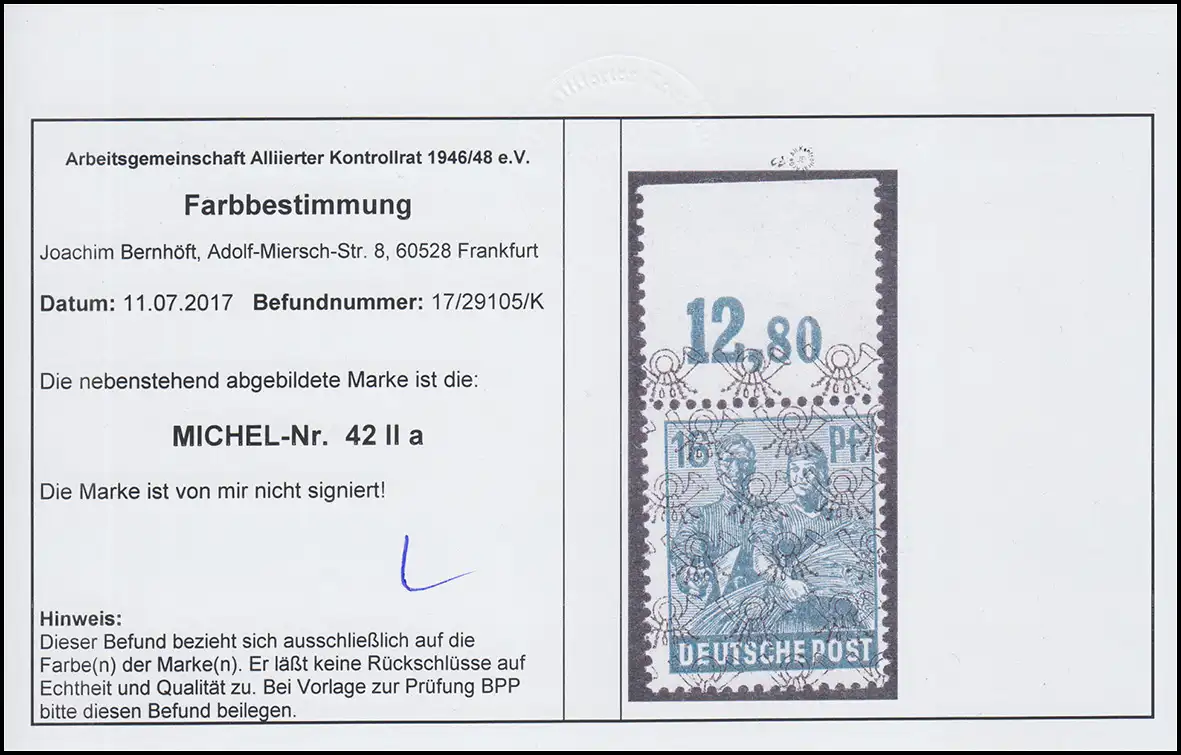 Arbeitsgemeinschaft Alliierter Kontrollrat 1946/48 e.V.
Farbbestimmung
Joachim Bernhöft, Adolf-Miersch-Str. 8, 60528 Frankfurt
Datum: 11.07.2017 Befundnummer: 17/29105/K
Die nebenstehend abgebildete Marke ist die:
MICHEL-Nr. 42 II a
Die Marke ist von mir nicht signiert!
Hinweis:
Dieser Befund bezieht sich ausschließlich auf die
Farbe(n) der Marke(n). Er läßt keine Rückschlüsse auf
Echtheit und Qualität zu. Bei Vorlage zur Prüfung BPP
bitte diesen Befund beilegen.
12,80
16 Pf
DEUTSCHE POST